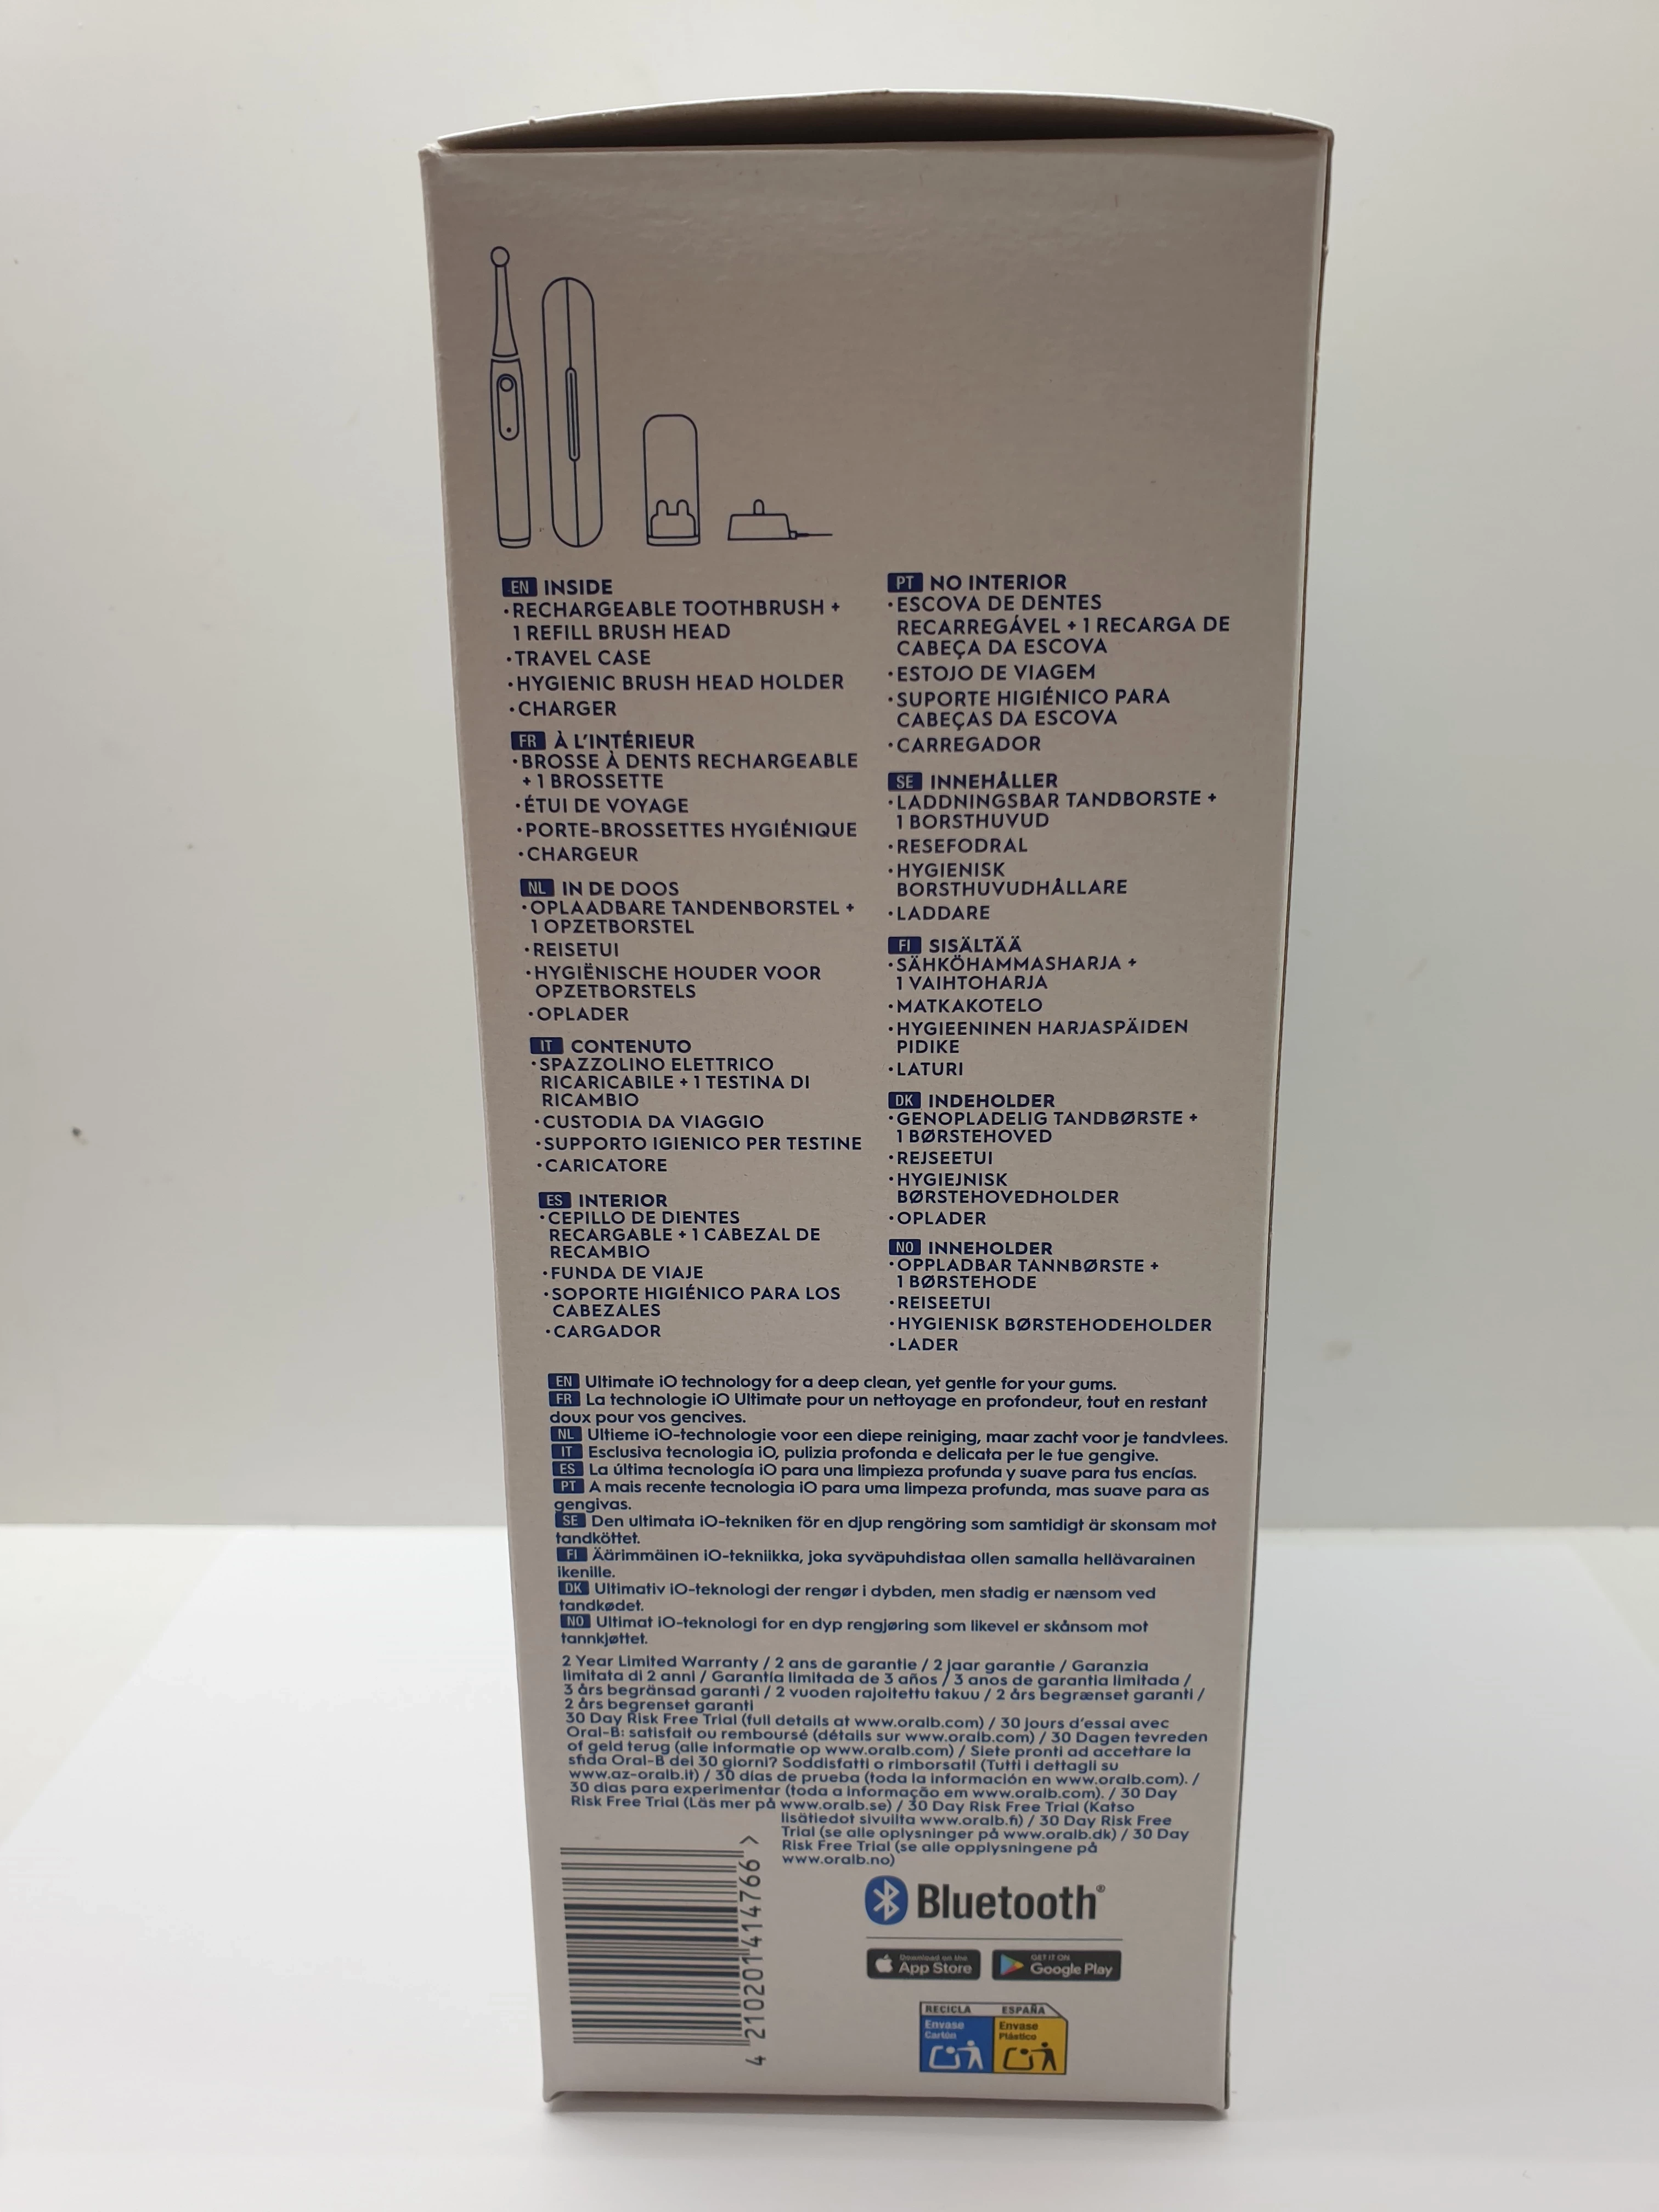 EN INSIDE
•RECHARGEABLE TOOTHBRUSH +
1 REFILL BRUSH HEAD
•TRAVEL CASE
•HYGIENIC BRUSH HEAD HOLDER
•CHARGER
FR À L'INTÉRIEUR
•BROSSE À DENTS RECHARGEABLE
+ 1 BROSSETTE
•ÉTUI DE VOYAGE
•PORTE-BROSSETTES HYGIÉNIQUE
•CHARGEUR
NL IN DE DOOS
•OPLAADBARE TANDENBORSTEL +
1 OPZETBORSTEL
•REISETUI
•HYGIËNISCHE HOUDER VOOR
OPZETBORSTELS
•OPLADER
IT CONTENUTO
•SPAZZOLINO ELETTRICO
RICARICABILE + 1 TESTINA DI
RICAMBIO
•CUSTODIA DA VIAGGIO
•SUPPORTO IGIENICO PER TESTINE
•CARICATORE
ES INTERIOR
•CEPILLO DE DIENTES
RECARGABLE + 1 CABEZAL DE
RECAMBIO
•FUNDA DE VIAJE
•SOPORTE HIGIÉNICO PARA LOS
CABEZALES
•CARGADOR
PT NO INTERIOR
•ESCOVA DE DENTES
RECARREGÁVEL + 1 RECARGA DE
CABEÇA DA ESCOVA
•ESTOJO DE VIAGEM
•SUPORTE HIGIÉNICO PARA
CABEÇAS DA ESCOVA
•CARREGADOR
SE INNEHÅLLER
•LADDNINGSBAR TANDBORSTE +
1 BORSTHUVUD
•RESEFODRAL
•HYGIENISK
BORSTHUVUDHÅLLARE
•LADDARE
FI SISÄLTÄÄ
•SÄHKÖHAMMASHARJA +
1 VAIHTOHARJA
•MATKAKOTELO
•HYGIEENINEN HARJASPÄIDEN
PIDIKE
•LATURI
DK INDEHOLDER
•GENOPLADELIG TANDBØRSTE +
1 BØRSTEHOVED
•REJSEETUI
•HYGIEJNISK
BØRSTEHOVEDHOLDER
•OPLADER
NO INNEHOLDER
•OPPLADBAR TANNBØRSTE +
1 BØRSTEHODE
•REISEETUI
•HYGIENISK BØRSTEHODEHOLDER
•LADER
EN Ultimate iO technology for a deep clean, yet gentle for your gums.
FR La technologie iO Ultimate pour un nettoyage en profondeur, tout en restant
doux pour vos gencives.
NL Ultieme iO-technologie voor een diepe reiniging, maar zacht voor je tandvlees.
IT Esclusiva tecnologia iO, pulizia profonda e delicata per le tue gengive.
ES La última tecnología iO para una limpieza profunda y suave para tus encías.
PT A mais recente tecnologia iO para uma limpeza profunda, mas suave para as
gengivas.
SE Den ultimata iO-tekniken för en djup rengöring som samtidigt är skonsam mot
tandköttet.
FI Äärimmäinen iO-tekniikka, joka syväpuhdistaa ollen samalla hellävarainen
ikenille.
DK Ultimativ iO-teknologi der rengør i dybden, men stadig er nænsom ved
tandkødet.
NO Ultimat iO-teknologi for en dyp rengjøring som likevel er skånsom mot
tannkjøttet.
2 Year Limited Warranty / 2 ans de garantie / 2 jaar garantie / Garanzia
limitata di 2 anni / Garantía limitada de 3 años / 3 anos de garantia limitada /
3 års begränsad garanti / 2 vuoden rajoitettu takuu / 2 års begrænset garanti /
2 års begrenset garanti
30 Day Risk Free Trial (full details at www.oralb.com) / 30 jours d'essai avec
Oral-B: satisfait ou remboursé (détails sur www.oralb.com) / 30 Dagen tevreden
of geld terug (alle informatie op www.oralb.com) / Siete pronti ad accettare la
sfida Oral-B dei 30 giorni? Soddisfatti o rimborsati! (Tutti i dettagli su
www.az-oralb.it) / 30 días de prueba (toda la información en www.oralb.com). /
30 dias para experimentar (toda a informação em www.oralb.com). / 30 Day
Risk Free Trial (Läs mer på www.oralb.se) / 30 Day Risk Free Trial (Katso
lisätiedot sivuilta www.oralb.fi) / 30 Day Risk Free
Trial (se alle oplysninger på www.oralb.dk) / 30 Day
Risk Free Trial (se alle opplysningene på
www.oralb.no)
4 210201 414766 >
Bluetooth®
Download on the
App Store
GET IT ON
Google Play
RECICLA ESPAÑA
Envase
Cartón
Envase
Plástico